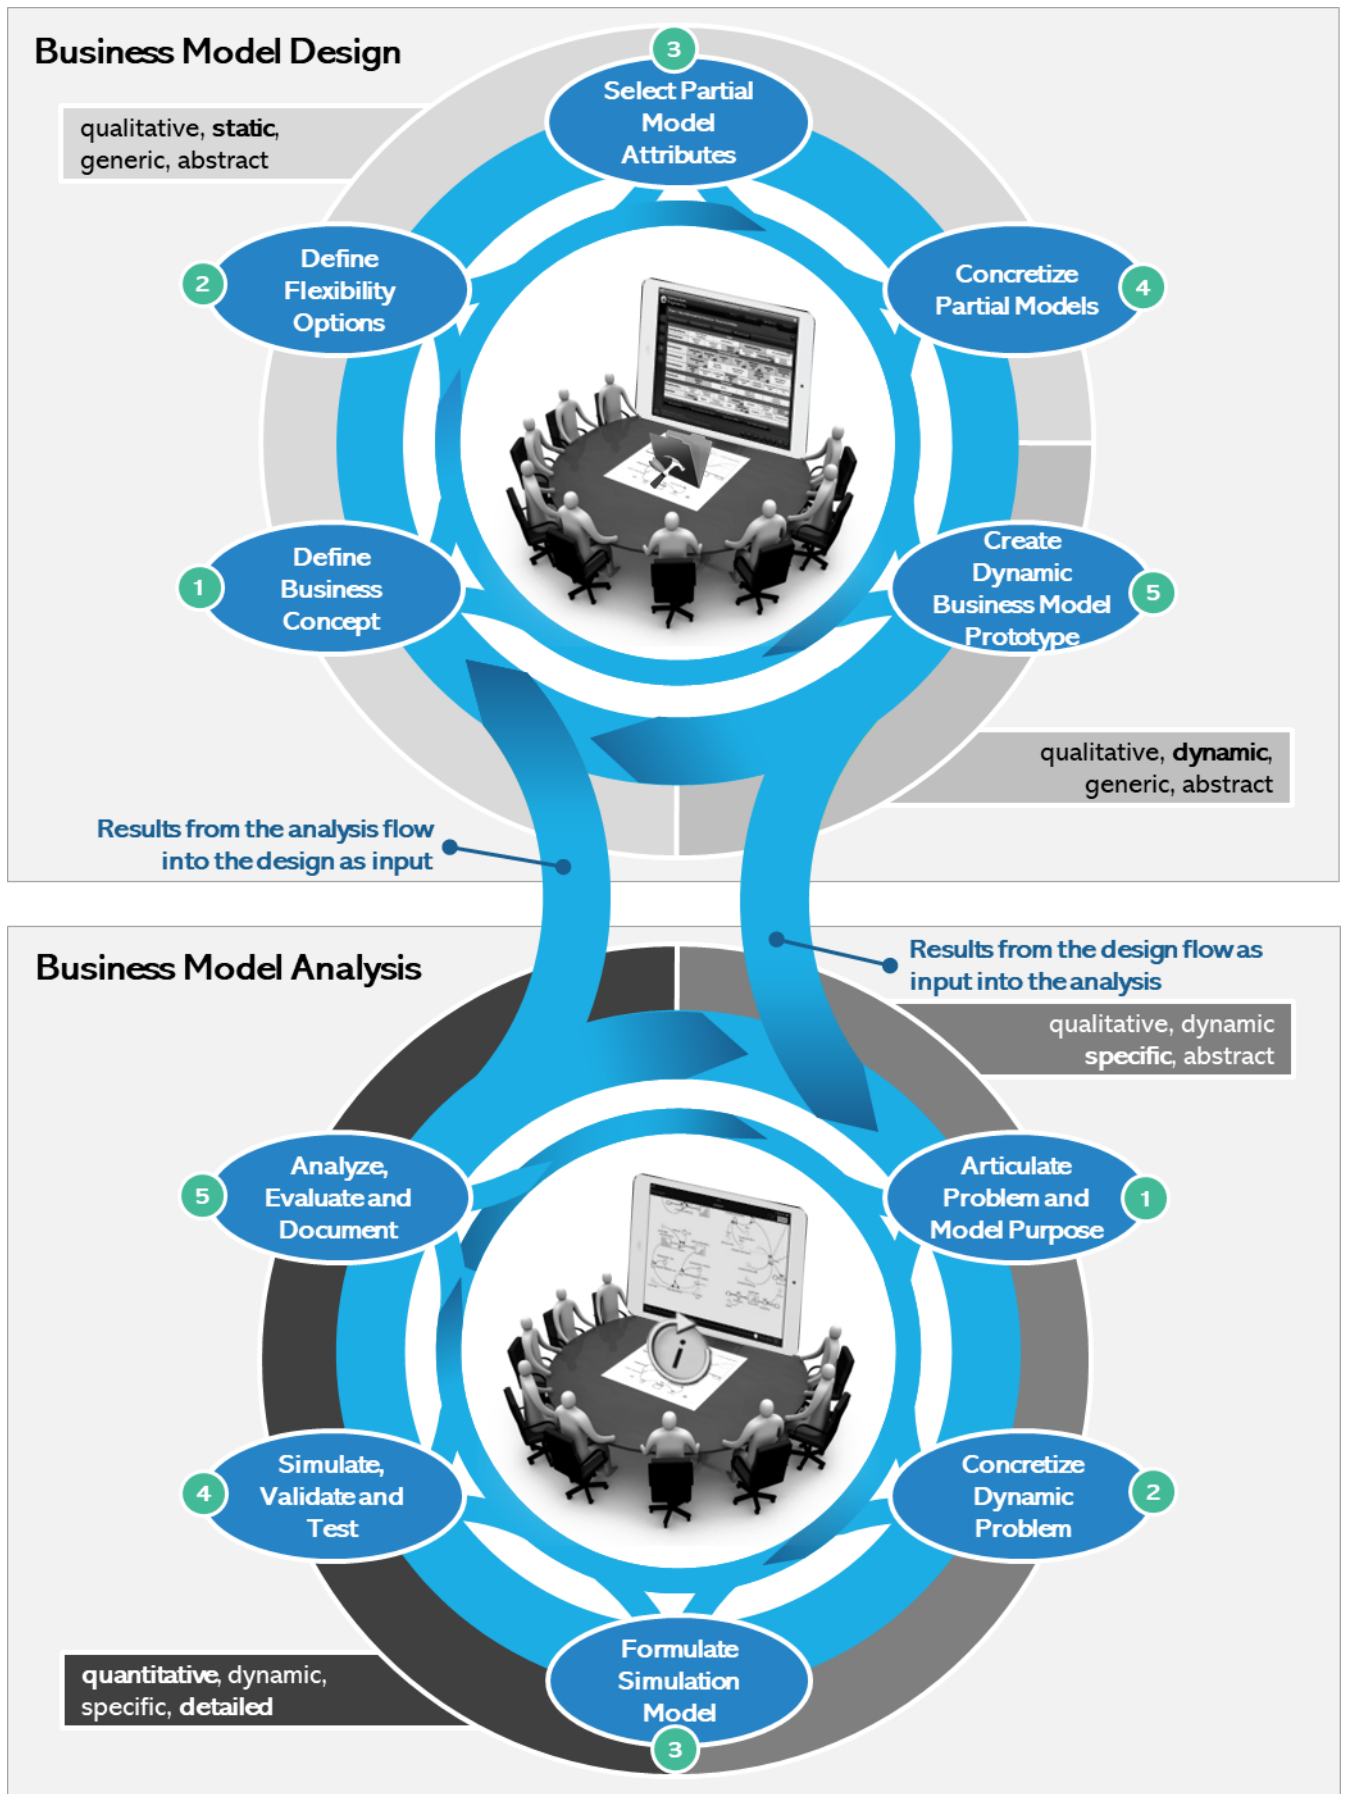 Business Model Design
3
Select Partial
Model
Attributes
qualitative, static,
generic, abstract
2
Define
Flexibility
Options
Concretize
Partial Models
4
1
Define
Business
Concept
Create
Dynamic
Business Model
Prototype
5
qualitative, dynamic,
generic, abstract
Results from the analysis flow
into the design as input
Business Model Analysis
Results from the design flow as
input into the analysis
qualitative, dynamic
specific, abstract
5
Analyze,
Evaluate and
Document
Articulate
Problem and
Model Purpose
1
4
Simulate,
Validate and
Test
Concretize
Dynamic
Problem
2
Formulate
Simulation
Model
3
quantitative, dynamic,
specific, detailed
i